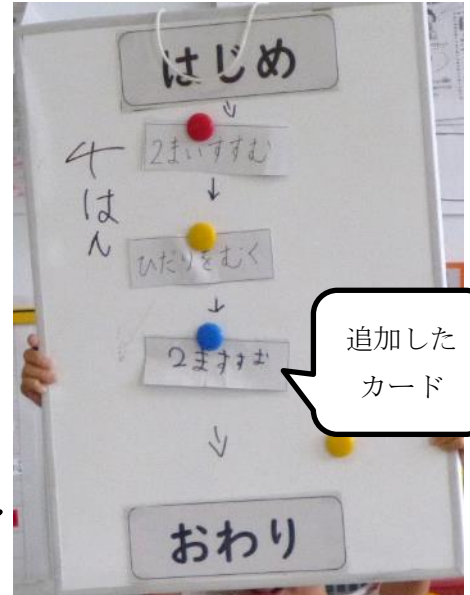 はじめ
4はん
↓
2まいすすむ
↓
ひだりをむく
↓
2ますすむ
追加した
カード
↓
おわり